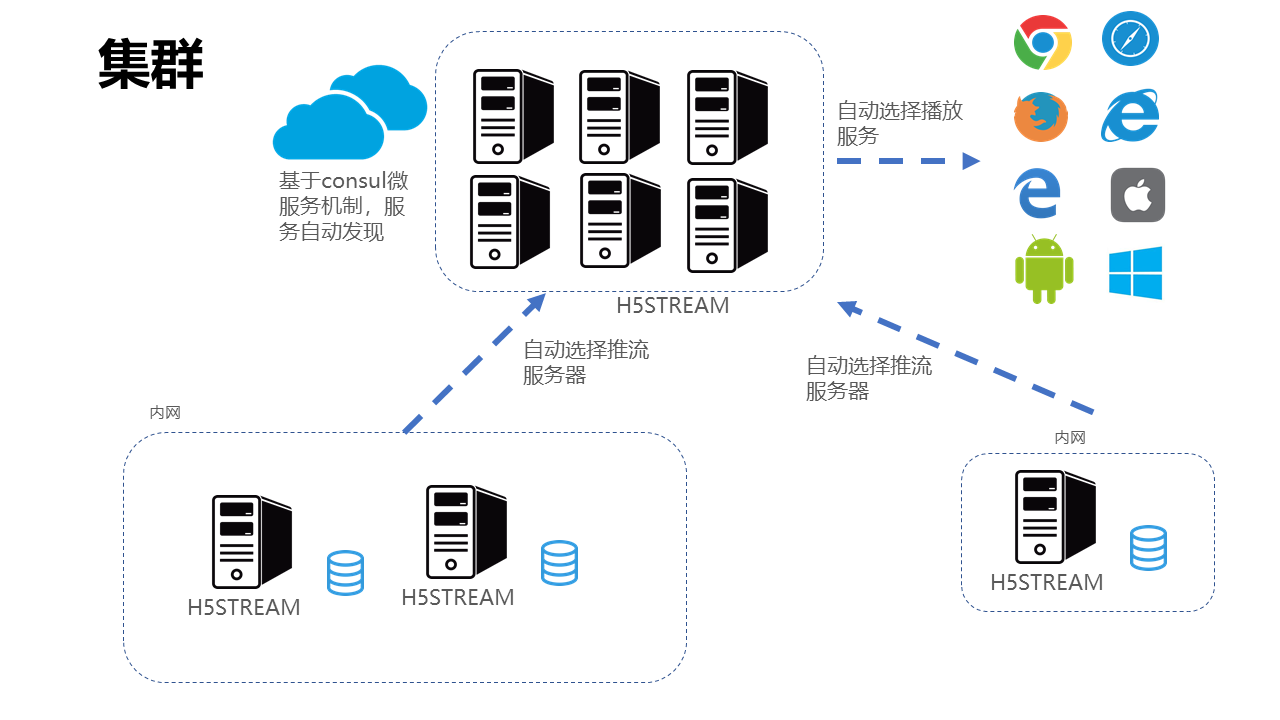 集群
基于consul微
服务机制，服
务自动发现
自动选择播放
服务
H5STREAM
自动选择推流
服务器
自动选择推流
服务器
内网
H5STREAM
H5STREAM
内网
H5STREAM